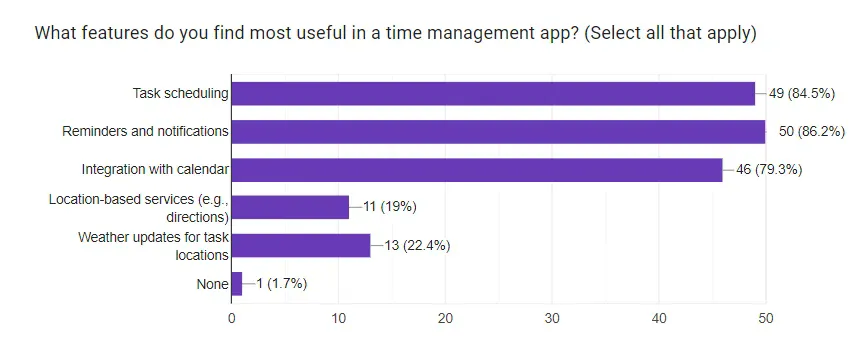 What features do you find most useful in a time management app? (Select all that apply)
Task scheduling 49 (84.5%)
Reminders and notifications 50 (86.2%)
Integration with calendar 46 (79.3%)
Location-based services (e.g.,
directions) 11 (19%)
Weather updates for task
locations 13 (22.4%)
None 1 (1.7%)
0 10 20 30 40 50